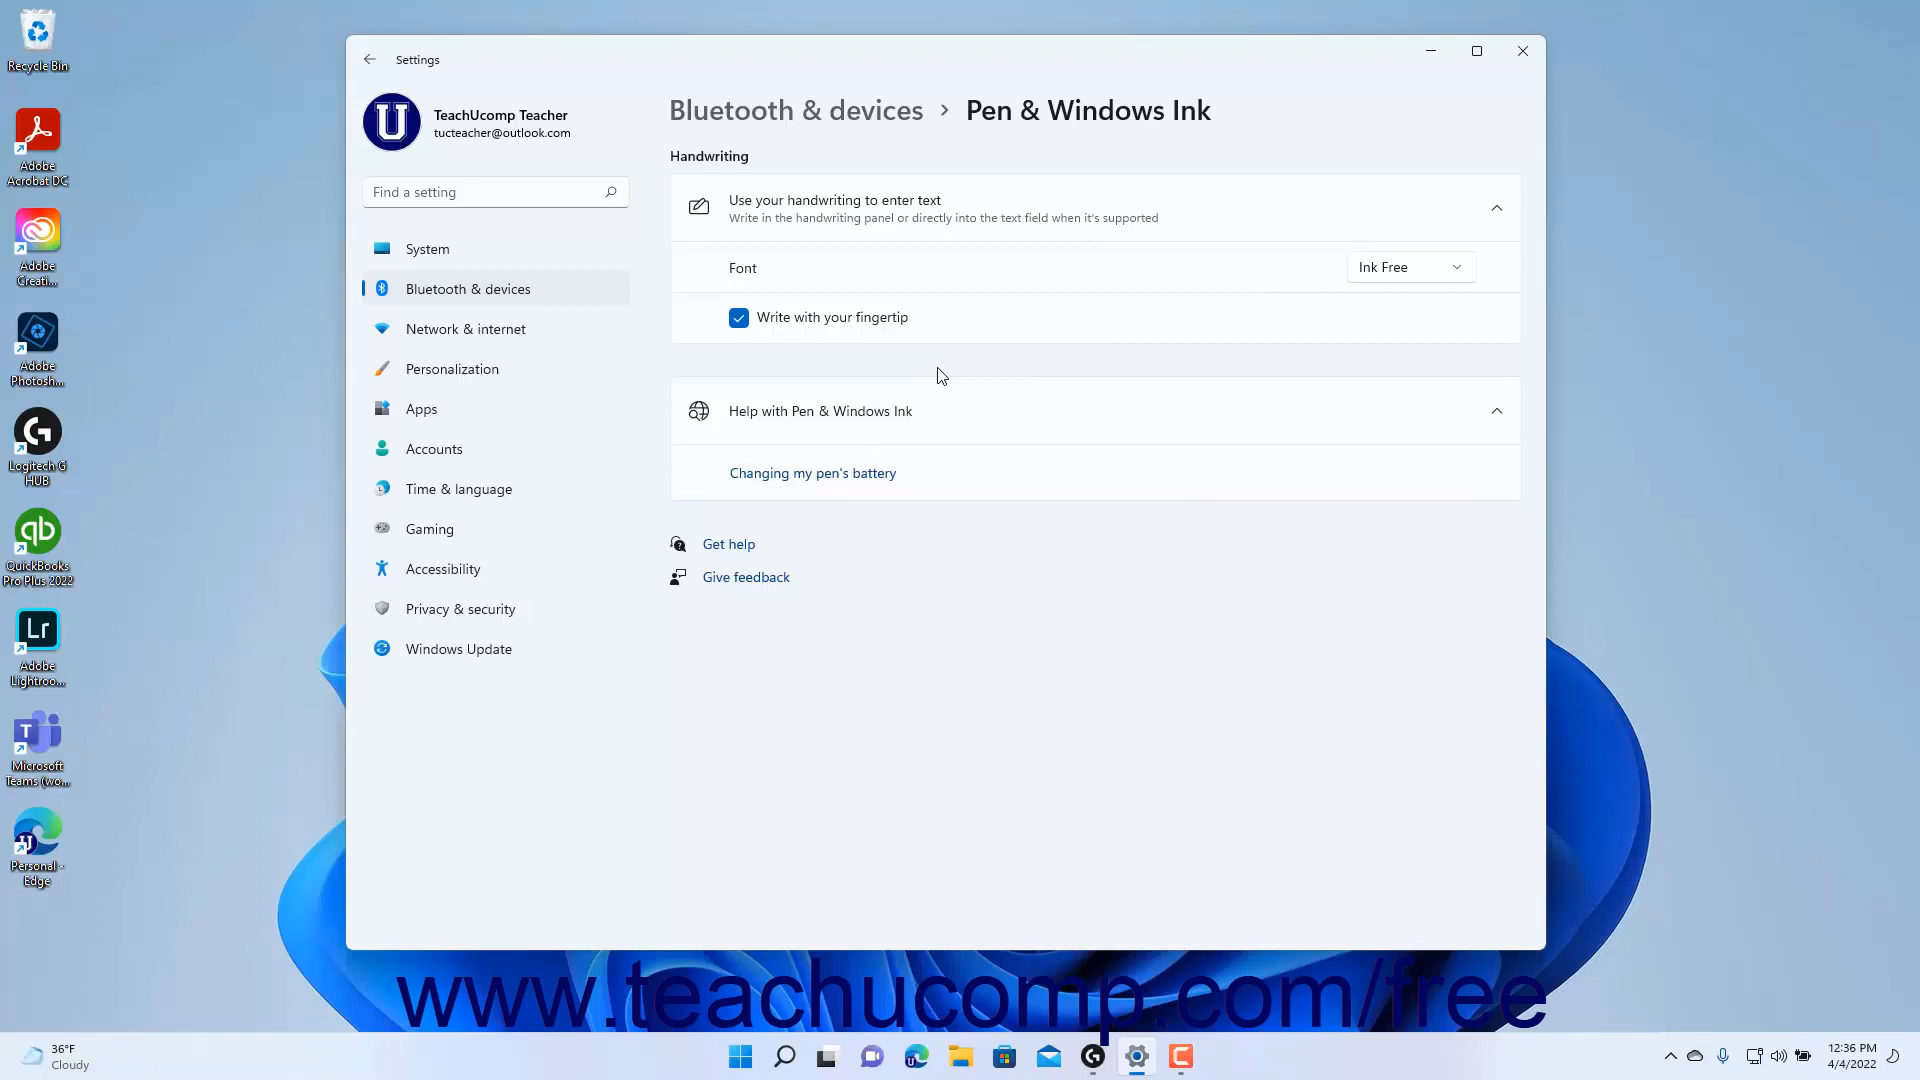 Recycle Bin
Adobe
Acrobat DC
Adobe
Creati...
Adobe
Photosh...
Logitech G
HUB
QuickBooks
Pro Plus 2022
Lr
Adobe
Lightroo...
Microsoft
Teams (wo...
Personal -
Edge
Settings
TeachUcomp Teacher
tucteacher@outlook.com
Find a setting
System
Bluetooth & devices
Network & internet
Personalization
Apps
Accounts
Time & language
Gaming
Accessibility
Privacy & security
Windows Update
Bluetooth & devices > Pen & Windows Ink
Handwriting
Use your handwriting to enter text
Write in the handwriting panel or directly into the text field when it's supported
Font
Ink Free
Write with your fingertip
Help with Pen & Windows Ink
Changing my pen's battery
Get help
Give feedback
www.teachucomp.com/free
36°F
Cloudy
12:36 PM
4/4/2022